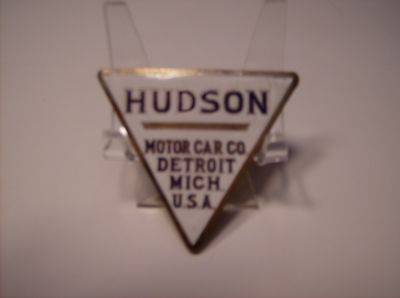 HUDSON
MOTOR CAR CO.
DETROIT
MICH.
U.S.A.